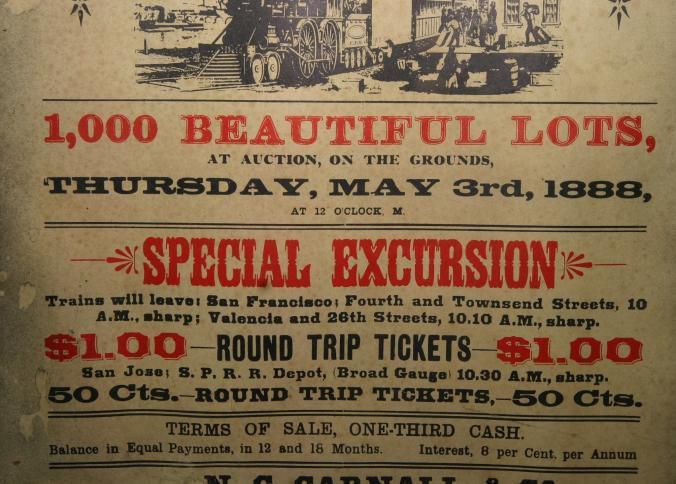 1,000 BEAUTIFUL LOTS,
AT AUCTION, ON THE GROUNDS,
THURSDAY, MAY 3rd, 1888,
AT 12 O'CLOCK, M.
SPECIAL EXCURSION
Trains will leave: San Francisco; Fourth and Townsend Streets, 10
A.M., sharp; Valencia and 26th Streets, 10.10 A.M., sharp.
$1.00—ROUND TRIP TICKETS—$1.00
San Jose; S. P. R. R. Depot, (Broad Gauge) 10.30 A.M., sharp.
50 Cts.—ROUND TRIP TICKETS,—50 Cts.
TERMS OF SALE, ONE-THIRD CASH.
Balance in Equal Payments, in 12 and 18 Months. Interest, 8 per Cent. per Annum
N. C. CARNALL & CO